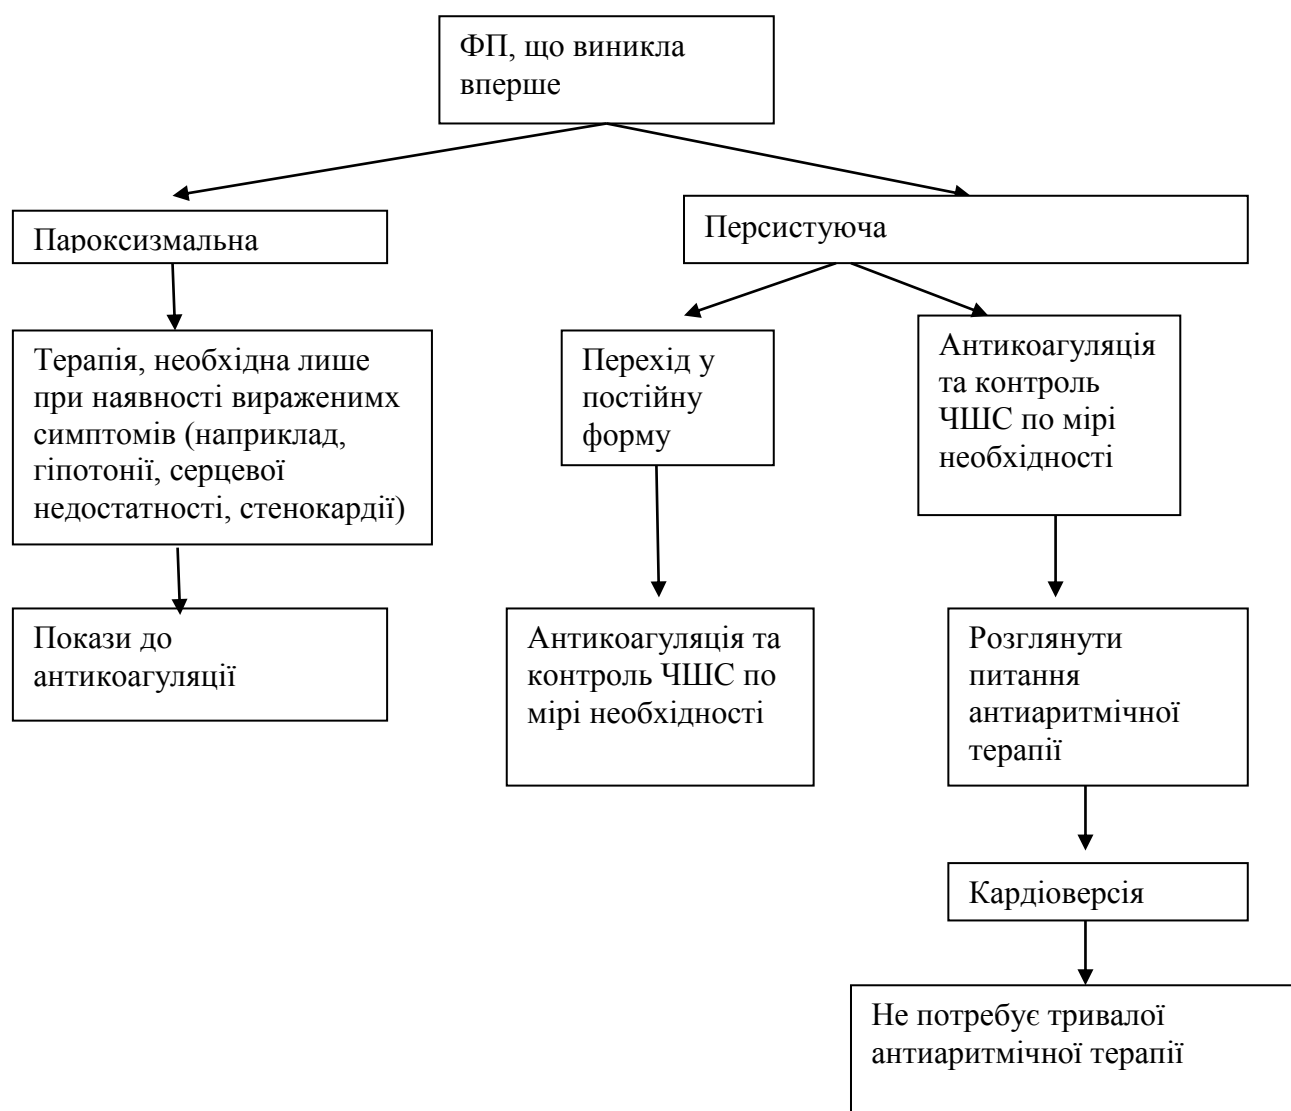 ФП, що виникла
вперше
Пароксизмальна
Персистуюча
Терапія, необхідна лише
при наявності вираженимх
симптомів (наприклад,
гіпотонії, серцевої
недостатності, стенокардії)
Перехід у
постійну
форму
Антикоагуляція
та контроль
ЧШС по мірі
необхідності
Покази до
антикоагуляції
Антикоагуляція та
контроль ЧШС по
мірі необхідності
Розглянути
питання
антиаритмічної
терапії
Кардіоверсія
Не потребує тривалої
антиаритмічної терапії